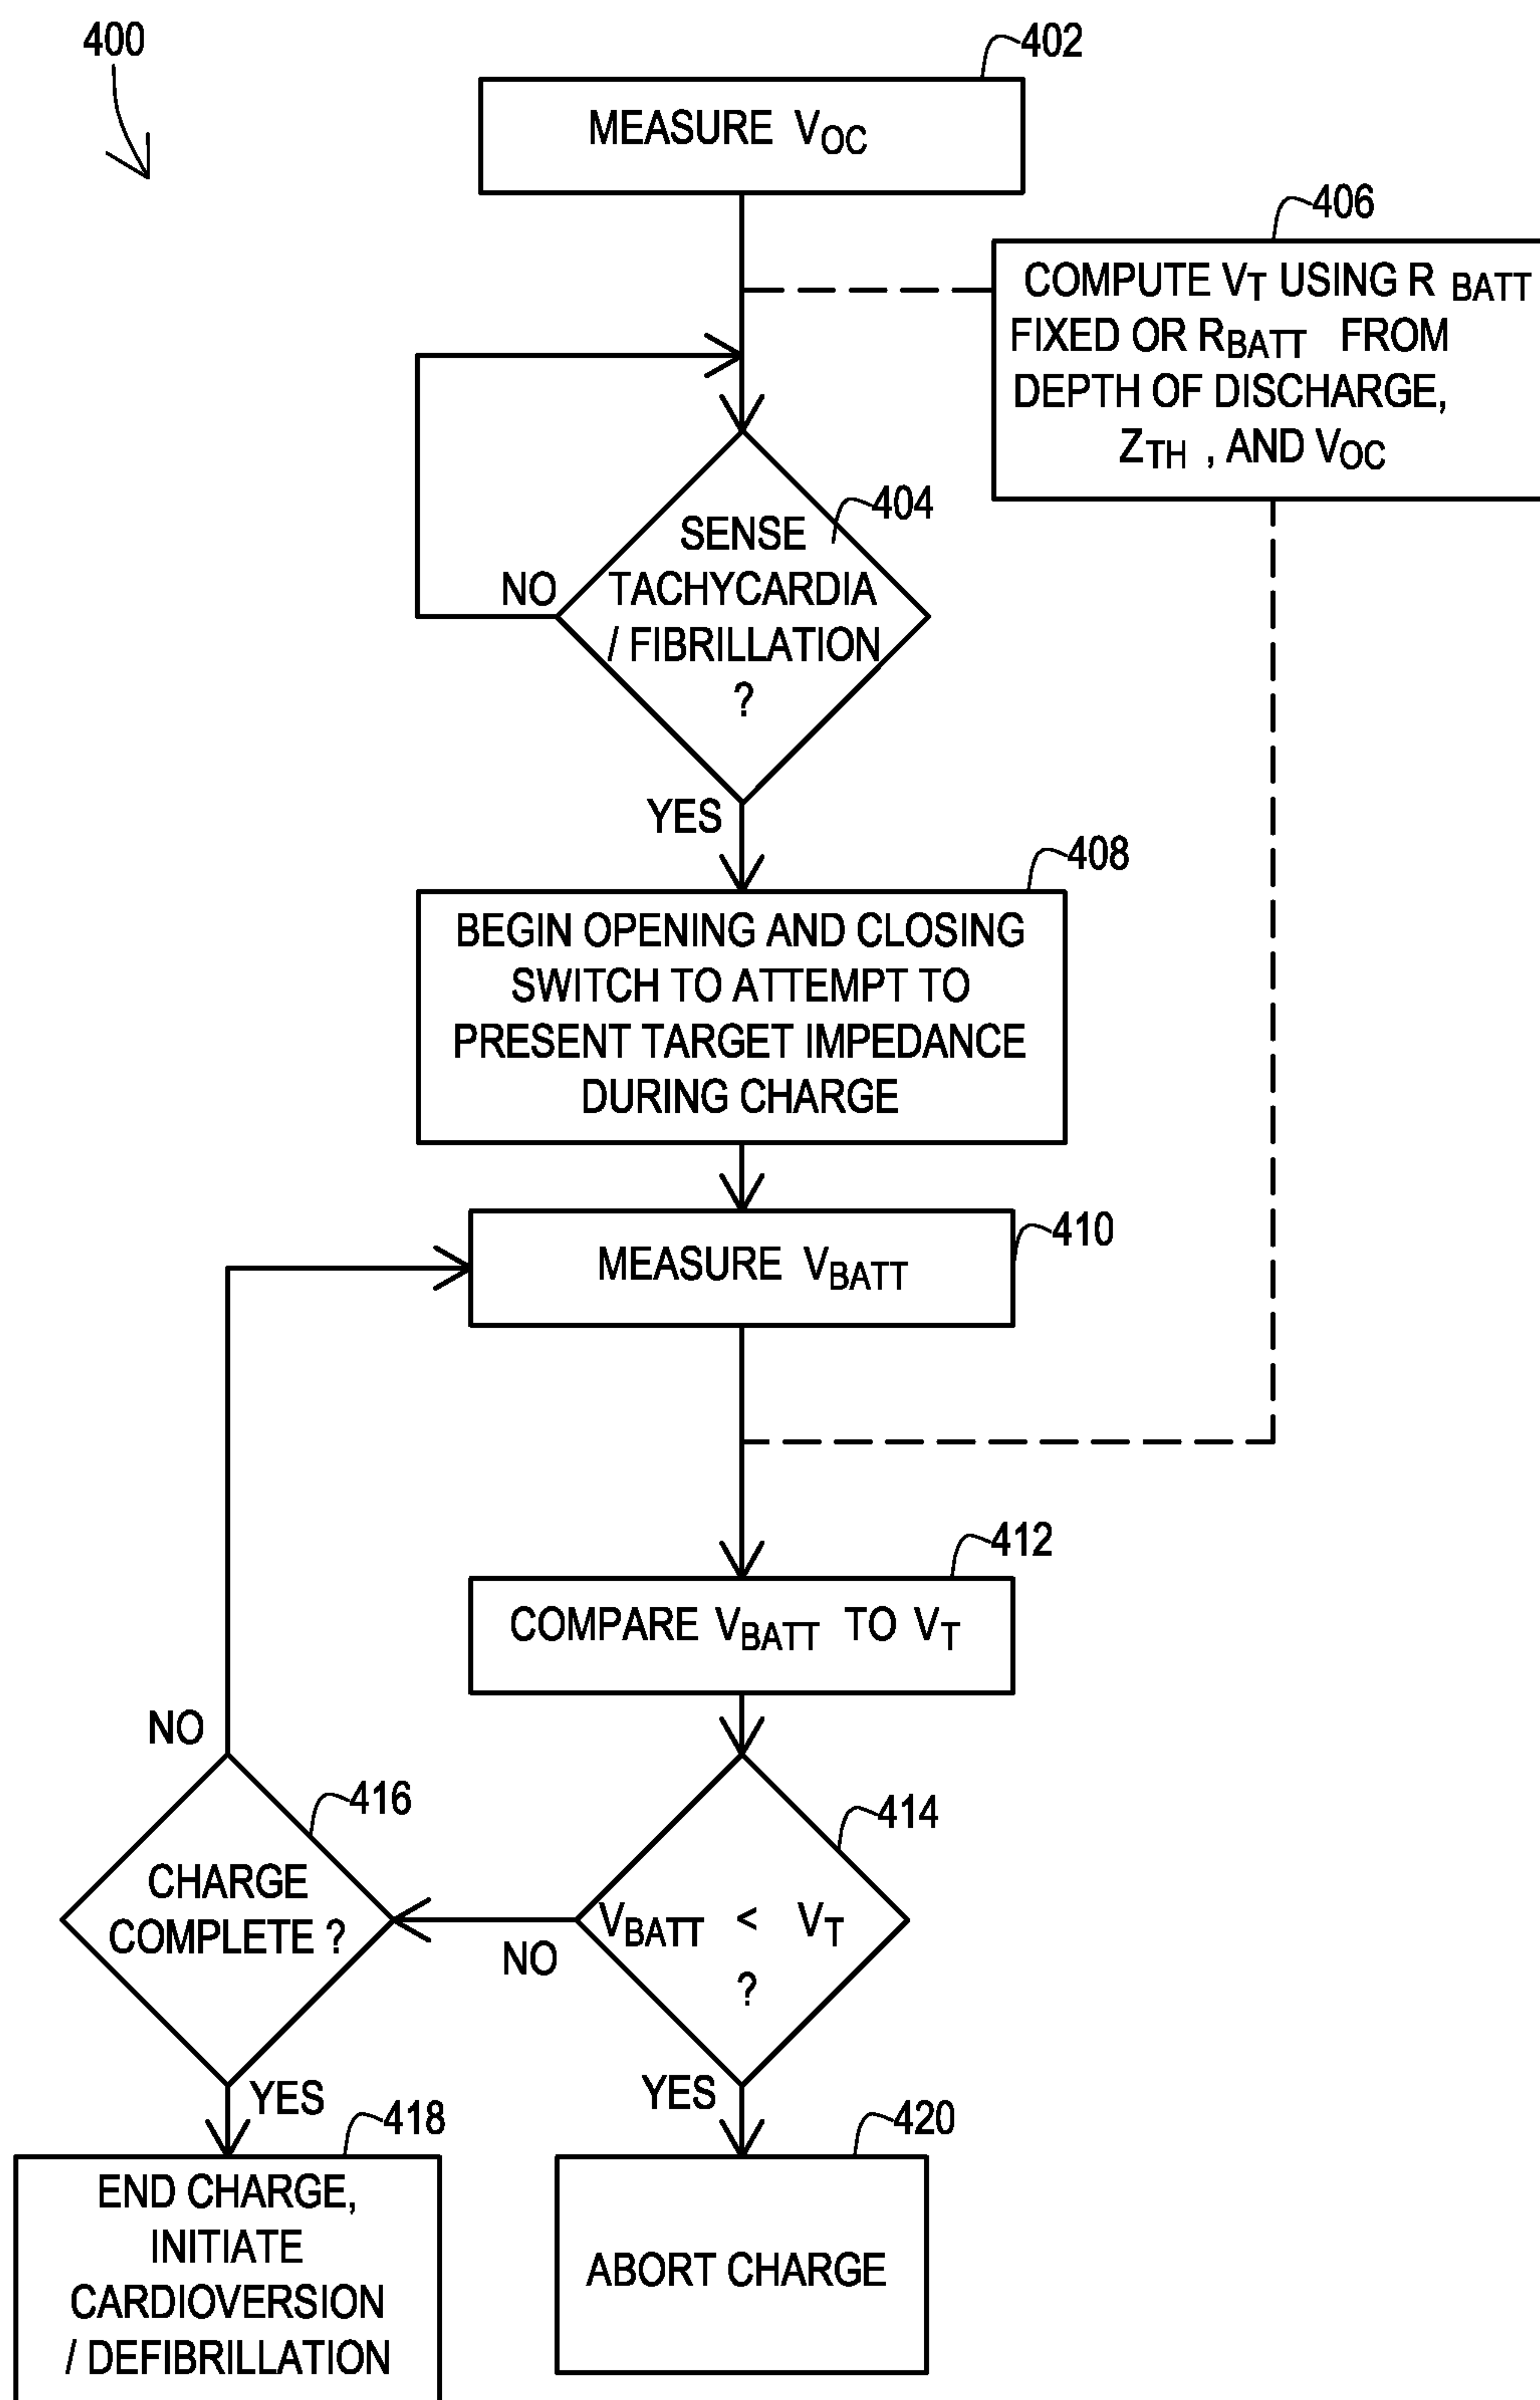 400
402
MEASURE VOC
406
COMPUTE VT USING R BATT
FIXED OR RBATT FROM
DEPTH OF DISCHARGE,
ZTH , AND VOC
404
SENSE
TACHYCARDIA
/ FIBRILLATION
?
NO
YES
408
BEGIN OPENING AND CLOSING
SWITCH TO ATTEMPT TO
PRESENT TARGET IMPEDANCE
DURING CHARGE
410
MEASURE VBATT
412
COMPARE VBATT TO VT
NO
416
CHARGE
COMPLETE ?
414
VBATT < VT
?
NO
YES
YES
418
END CHARGE,
INITIATE
CARDIOVERSION
/ DEFIBRILLATION
420
ABORT CHARGE